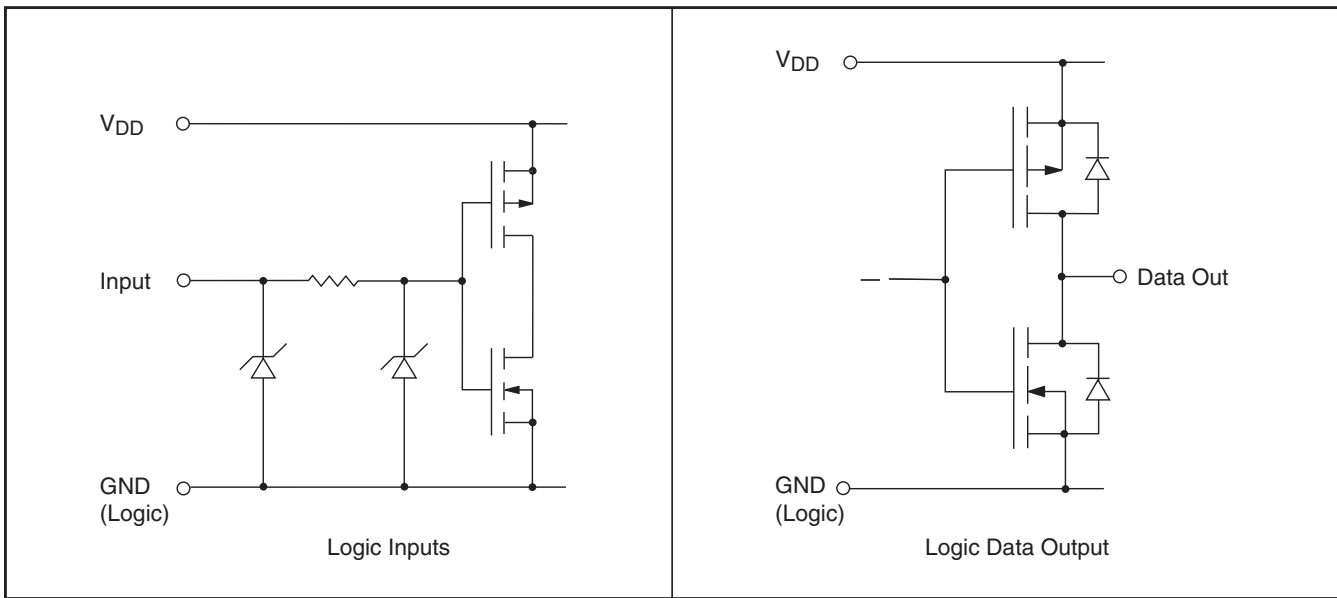 VDD
Input
GND
(Logic)
Logic Inputs
VDD
Data Out
GND
(Logic)
Logic Data Output